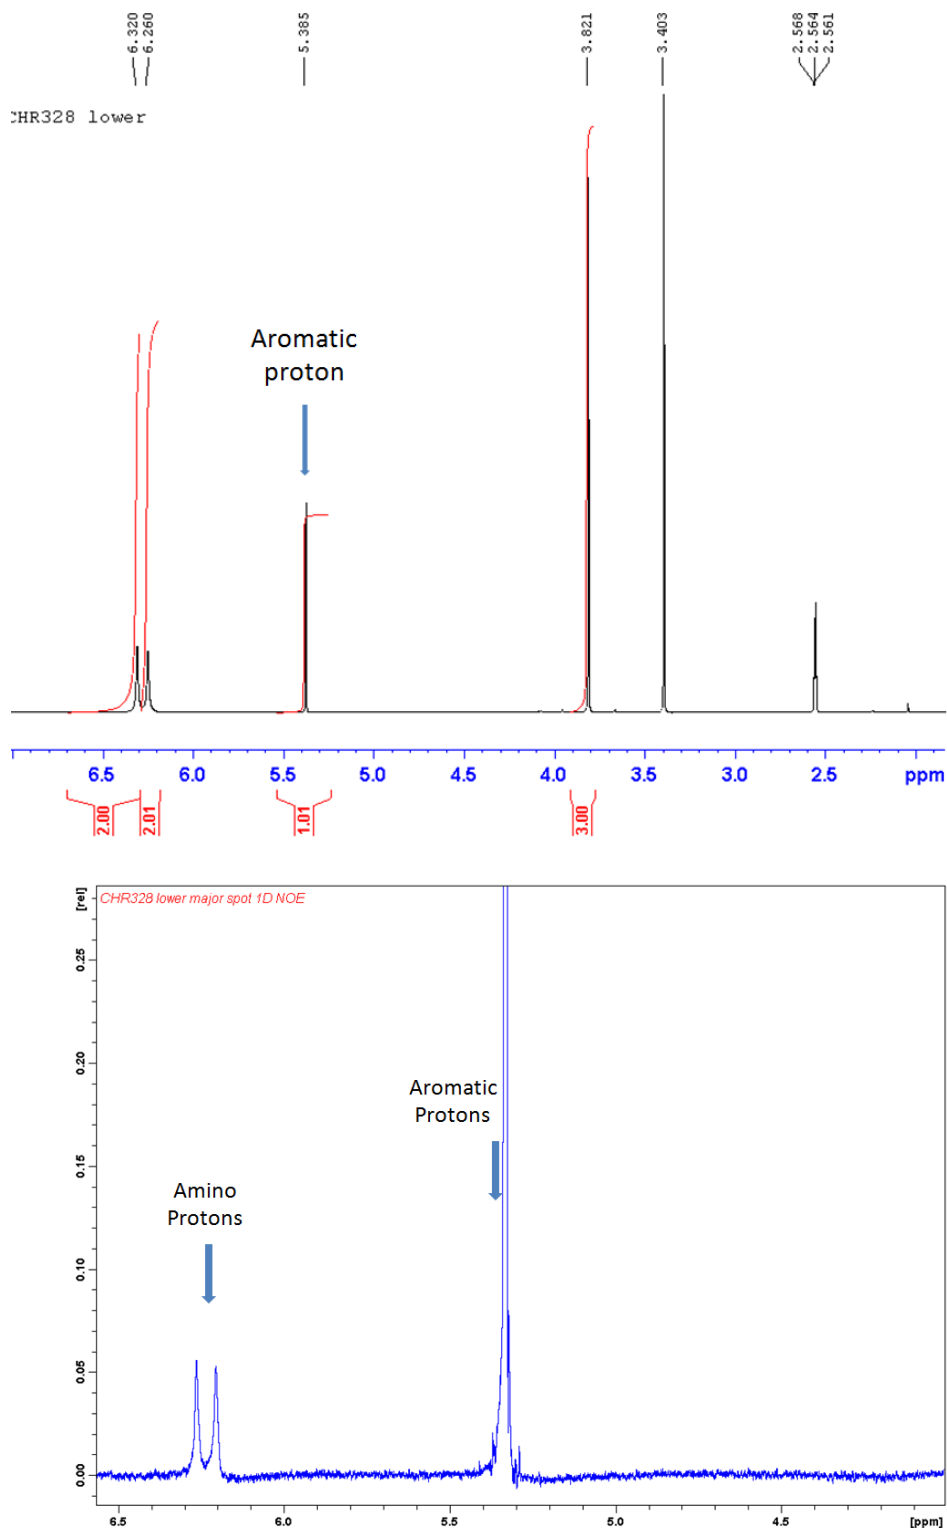 6.320
6.260
5.385
3.821
3.403
2.568
2.564
2.561
CHR328 lower
Aromatic
proton
6.5 6.0 5.5 5.0 4.5 4.0 3.5 3.0 2.5 ppm
2.00
2.01
1.01
3.00
[rel]
CHR328 lower major spot 1D NOE
0.25
0.20
Aromatic
Protons
0.15
Amino
Protons
0.10
0.05
0.00
6.5 6.0 5.5 5.0 4.5 [ppm]